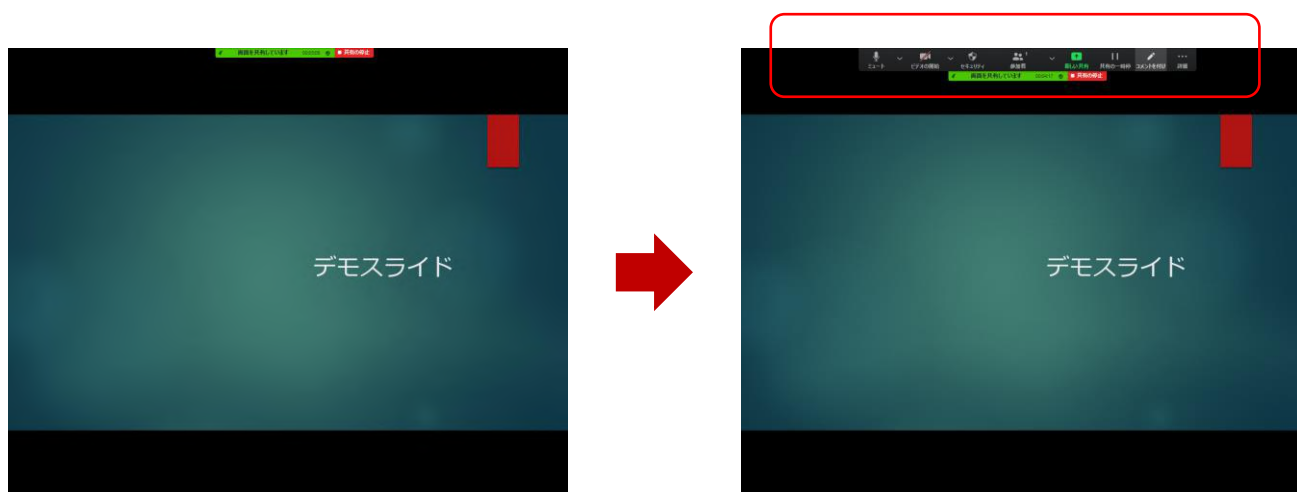 画面を共有しています 共有の停止
デモスライド
ミュート ビデオの開始 セキュリティ 参加者 新しい共有 共有の一時停 コメントを付け 詳細
1
画面を共有しています 共有の停止
デモスライド